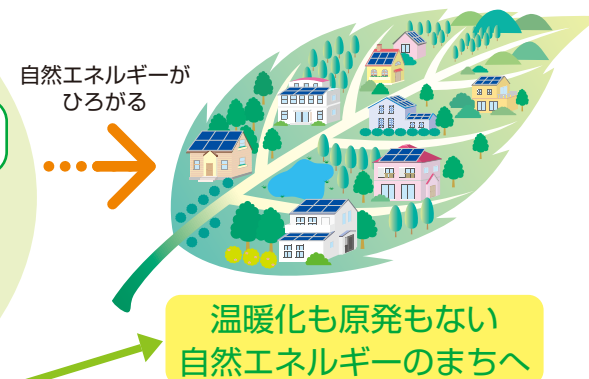 自然エネルギーが
ひろがる
温暖化も原発もない
自然エネルギーのまちへ